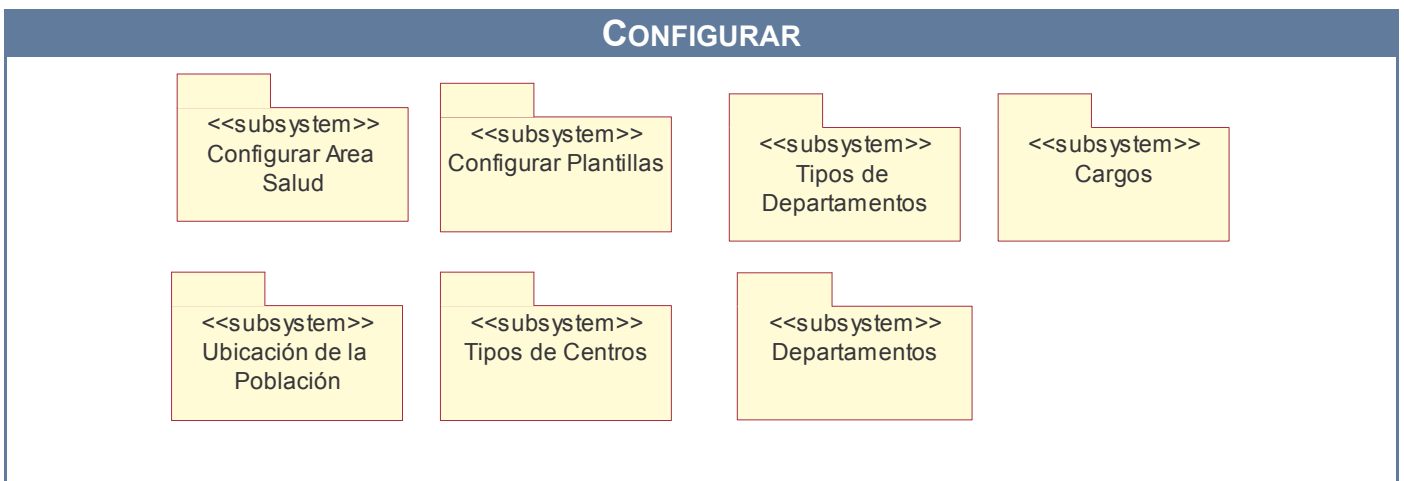 CONFIGURAR
<<subsystem>>
Configurar Area
Salud
<<subsystem>>
Configurar Plantillas
<<subsystem>>
Tipos de
Departamentos
<<subsystem>>
Cargos
<<subsystem>>
Ubicación de la
Población
<<subsystem>>
Tipos de Centros
<<subsystem>>
Departamentos